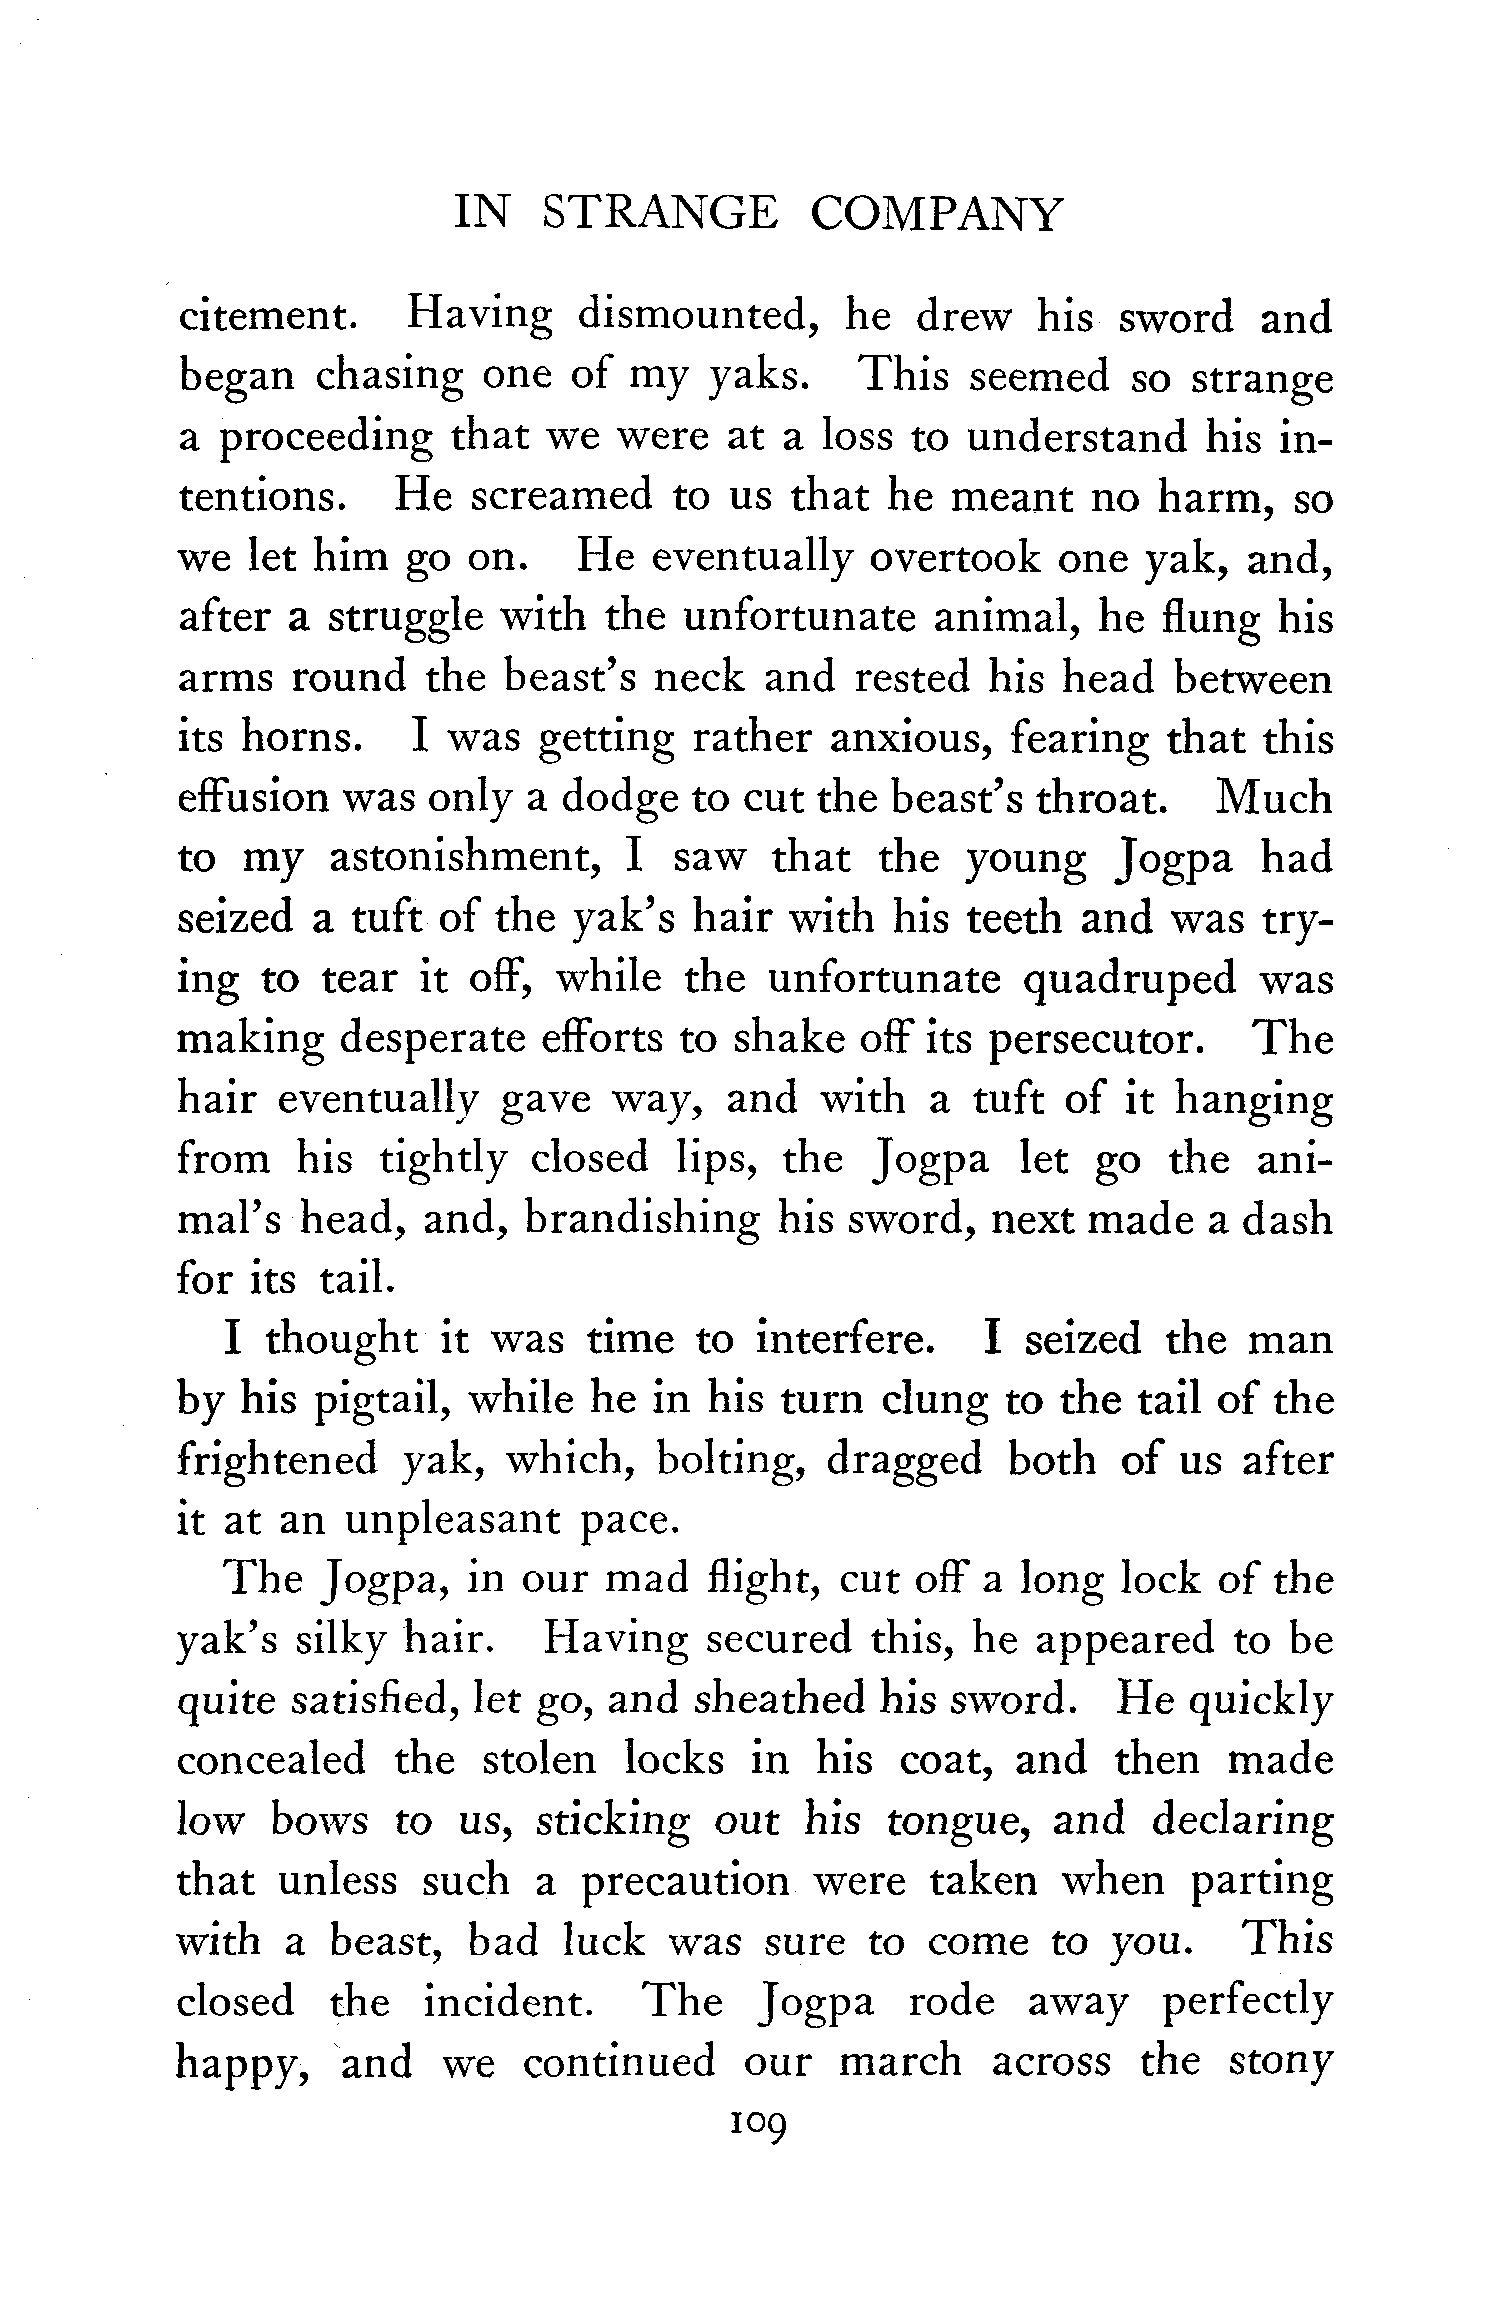 IN STRANGE COMPANY
citement. Having dismounted, he drew his sword and
began chasing one of my yaks. This seemed so strange
a proceeding that we were at a loss to understand his in-
tentions. He screamed to us that he meant no harm, so
we let him go on. He eventually overtook one yak, and,
after a struggle with the unfortunate animal, he flung his
arms round the beast's neck and rested his head between
its horns. I was getting rather anxious, fearing that this
effusion was only a dodge to cut the beast's throat. Much
to my astonishment, I saw that the young Jogpa had
seized a tuft of the yak's hair with his teeth and was try-
ing to tear it off, while the unfortunate quadruped was
making desperate efforts to shake off its persecutor. The
hair eventually gave way, and with a tuft of it hanging
from his tightly closed lips, the Jogpa let go the ani-
mal's head, and, brandishing his sword, next made a dash
for its tail.
I thought it was time to interfere. I seized the man
by his pigtail, while he in his turn clung to the tail of the
frightened yak, which, bolting, dragged both of us after
it at an unpleasant pace.
The Jogpa, in our mad flight, cut off a long lock of the
yak's silky hair. Having secured this, he appeared to be
quite satisfied, let go, and sheathed his sword. He quickly
concealed the stolen locks in his coat, and then made
low bows to us, sticking out his tongue, and declaring
that unless such a precaution were taken when parting
with a beast, bad luck was sure to come to you. This
closed the incident. The Jogpa rode away perfectly
happy, and we continued our march across the stony
109